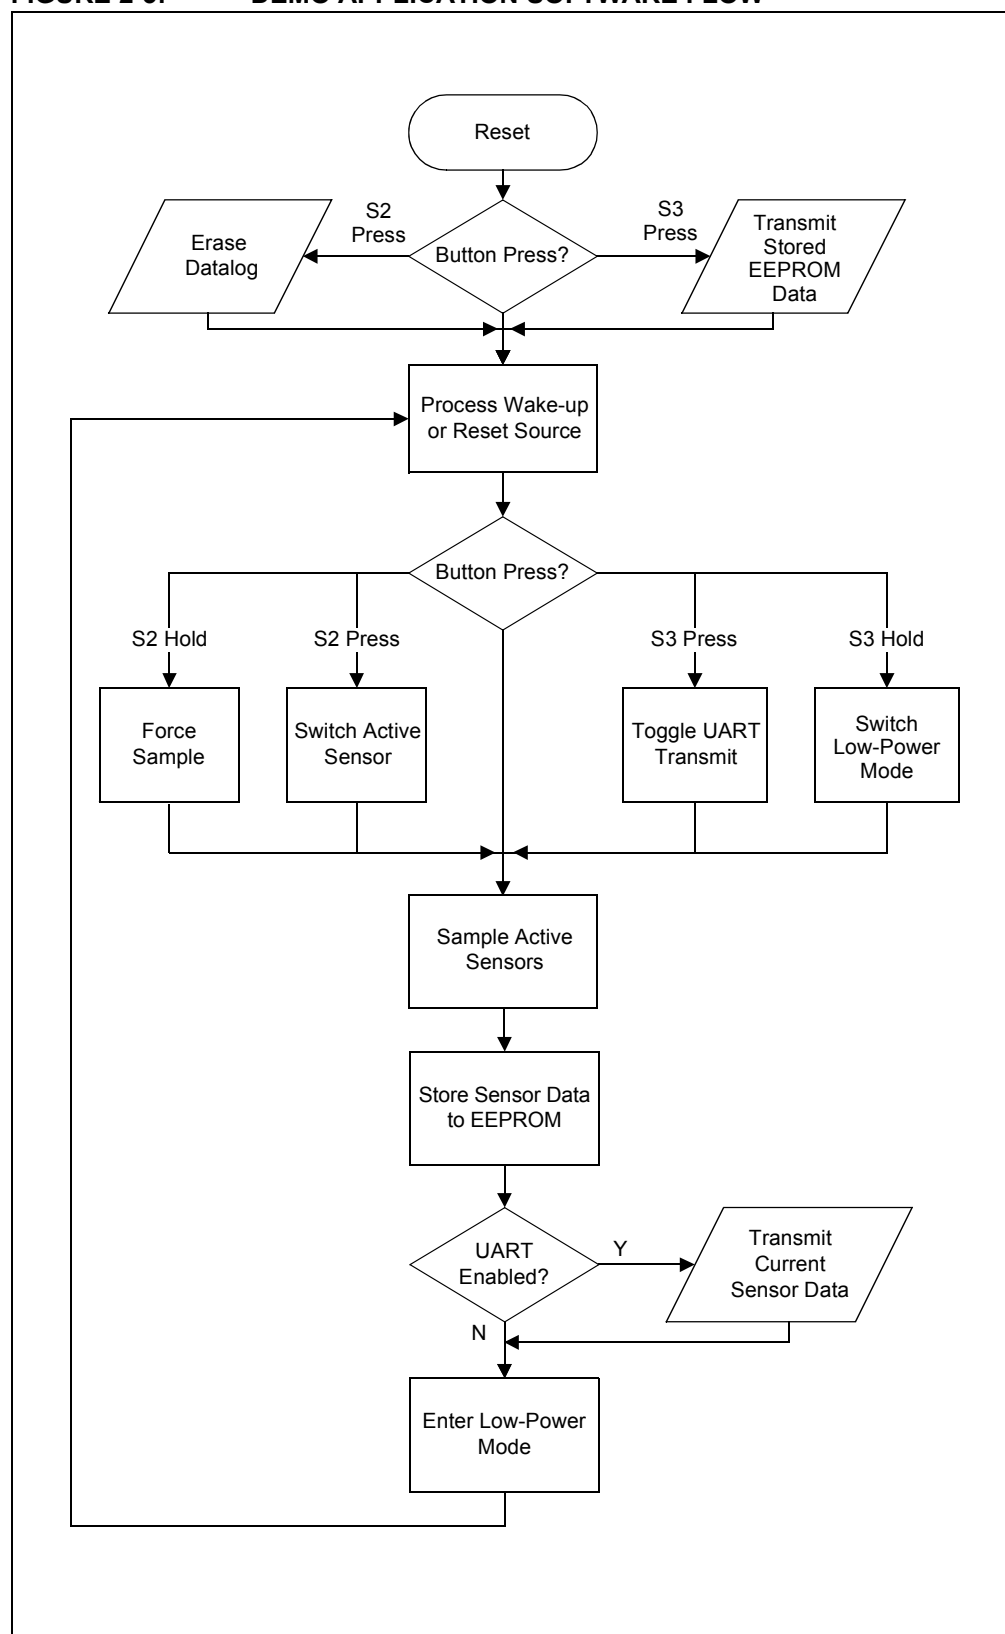 Reset
S2
Press
Button Press?
S3
Press
Erase
Datalog
Transmit
Stored
EEPROM
Data
Process Wake-up
or Reset Source
Button Press?
S2 Hold
S2 Press
S3 Press
S3 Hold
Force
Sample
Switch Active
Sensor
Toggle UART
Transmit
Switch
Low-Power
Mode
Sample Active
Sensors
Store Sensor Data
to EEPROM
UART
Enabled?
Y
Transmit
Current
Sensor Data
N
Enter Low-Power
Mode